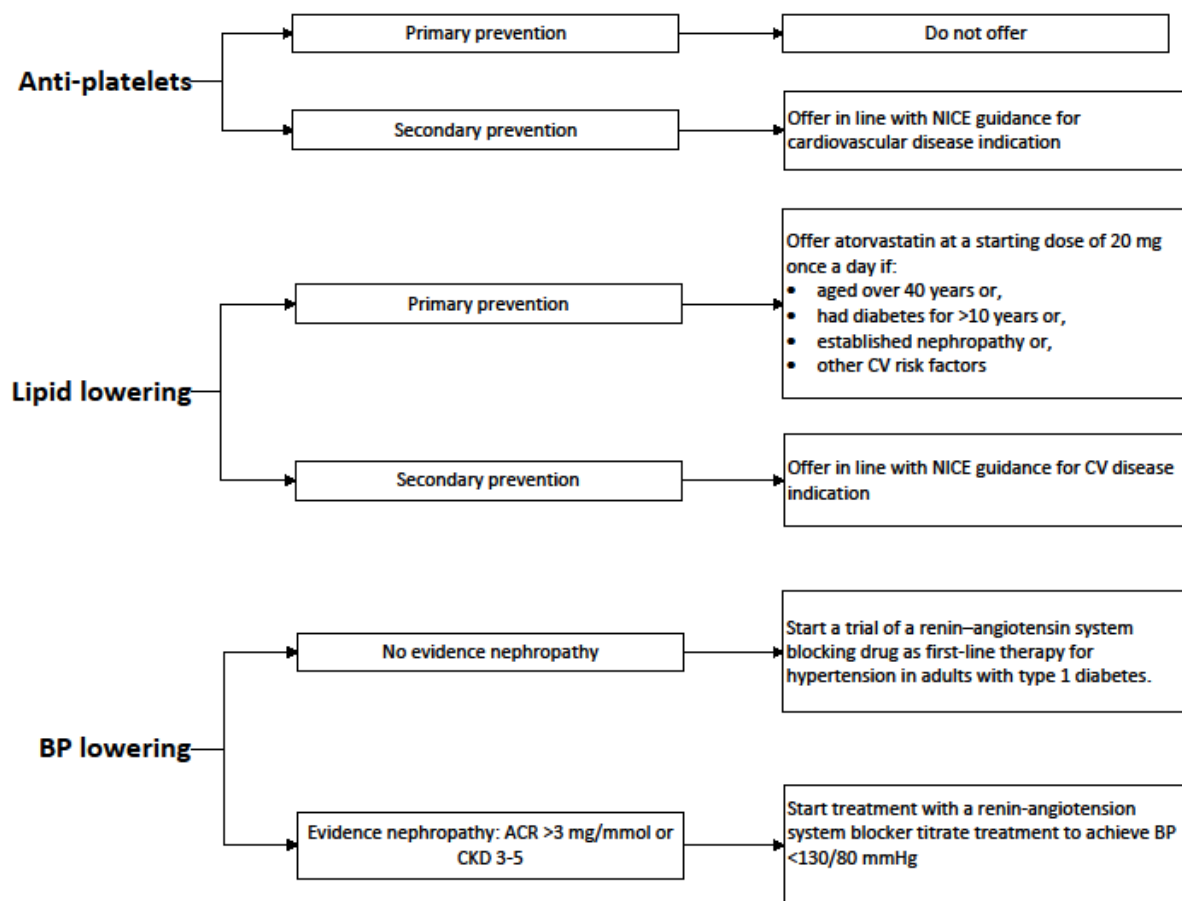 Anti-platelets
Primary prevention
Do not offer
Secondary prevention
Offer in line with NICE guidance for
cardiovascular disease indication
Lipid lowering
Primary prevention
Offer atorvastatin at a starting dose of 20 mg
once a day if:
• aged over 40 years or,
• had diabetes for >10 years or,
• established nephropathy or,
• other CV risk factors
Secondary prevention
Offer in line with NICE guidance for CV disease
indication
BP lowering
No evidence nephropathy
Start a trial of a renin–angiotensin system
blocking drug as first-line therapy for
hypertension in adults with type 1 diabetes.
Evidence nephropathy: ACR >3 mg/mmol or
CKD 3-5
Start treatment with a renin-angiotension
system blocker titrate treatment to achieve BP
<130/80 mmHg